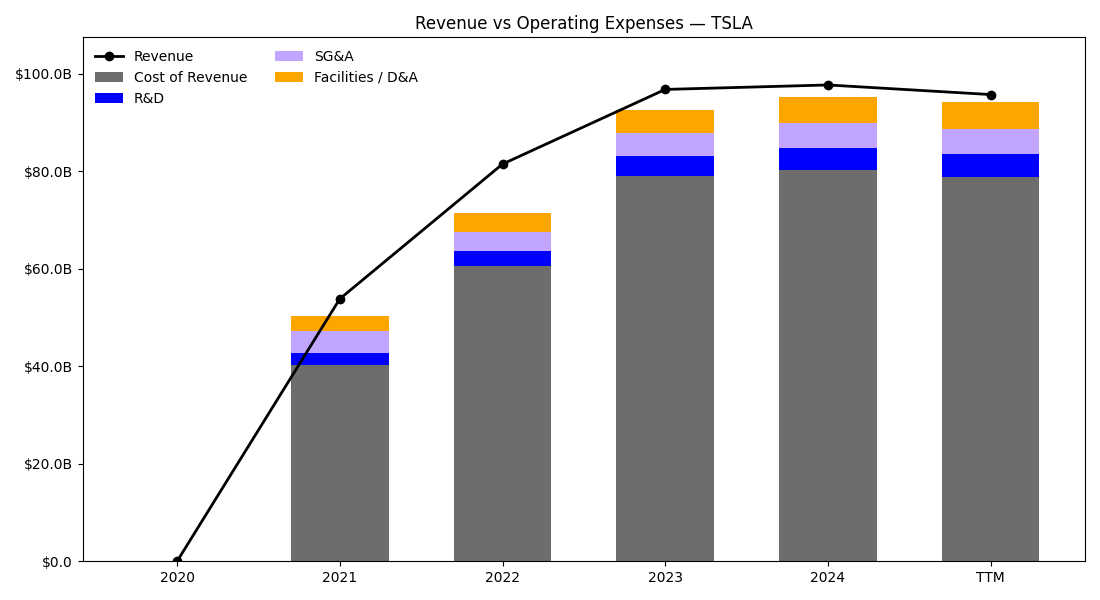 Revenue vs Operating Expenses — TSLA
Revenue
Cost of Revenue
R&D
SG&A
Facilities / D&A
$100.0B
$80.0B
$60.0B
$40.0B
$20.0B
$0.0
2020 2021 2022 2023 2024 TTM